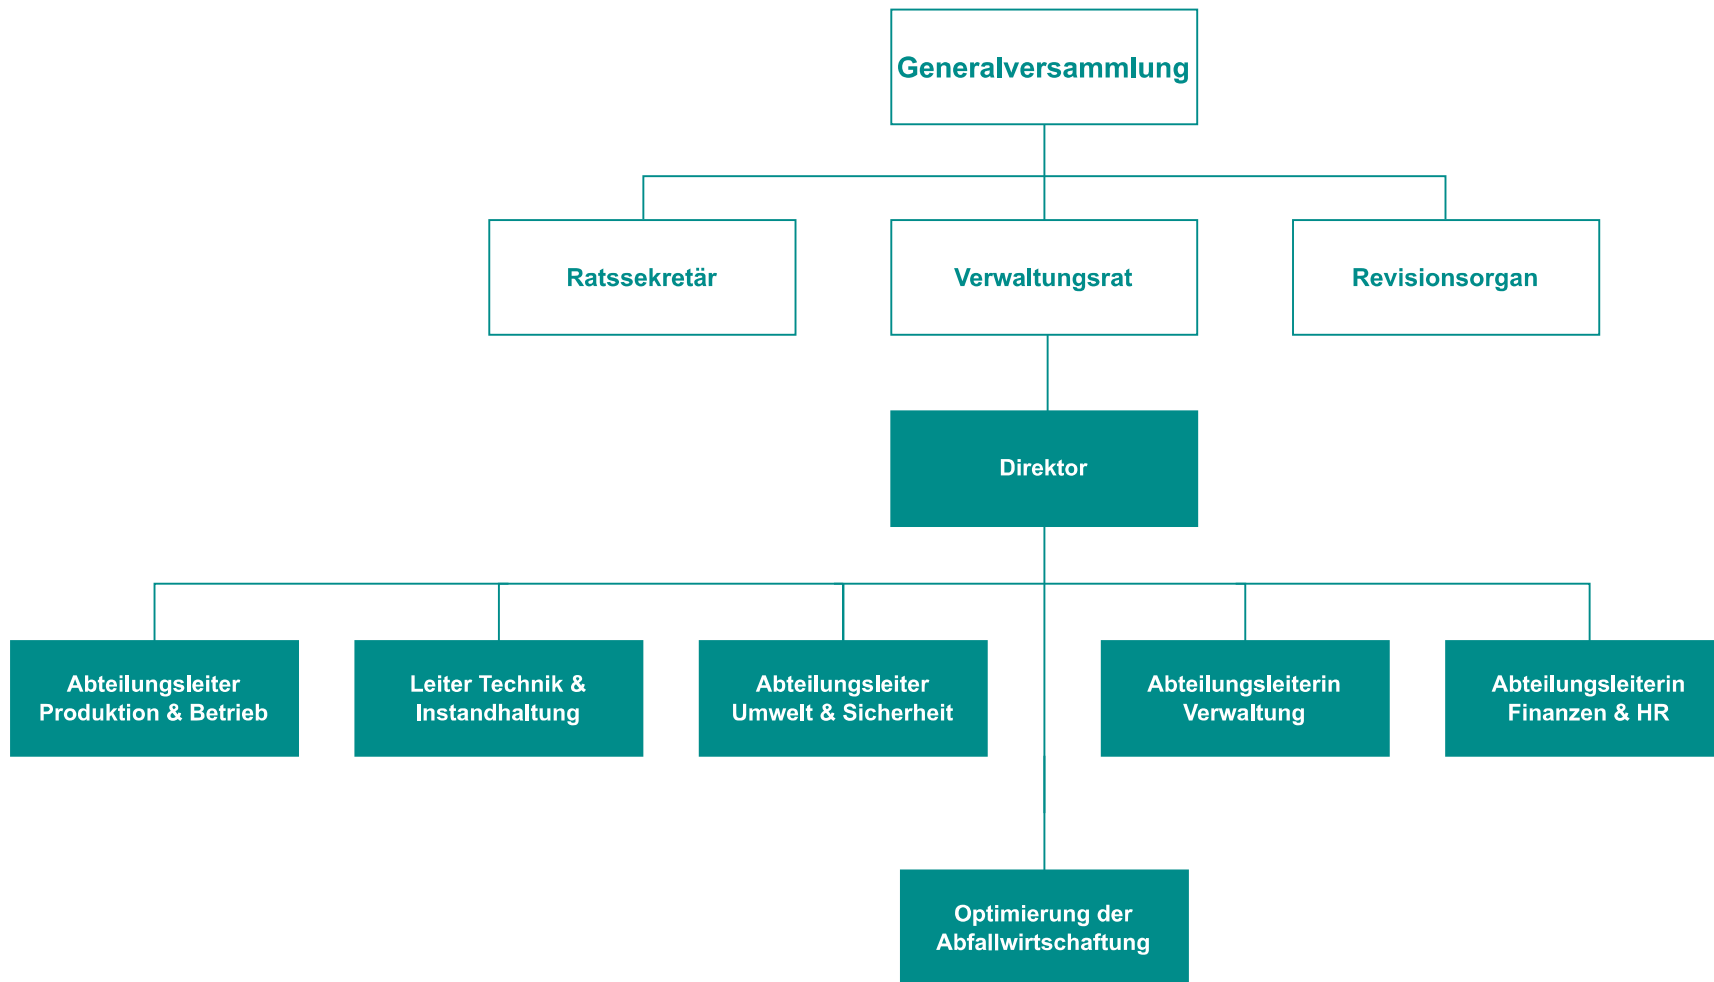 Generalversammlung
Ratssekretär
Verwaltungsrat
Revisionsorgan
Direktor
Abteilungsleiter
Produktion & Betrieb
Leiter Technik &
Instandhaltung
Abteilungsleiter
Umwelt & Sicherheit
Abteilungsleiterin
Verwaltung
Abteilungsleiterin
Finanzen & HR
Optimierung der
Abfallwirtschaftung